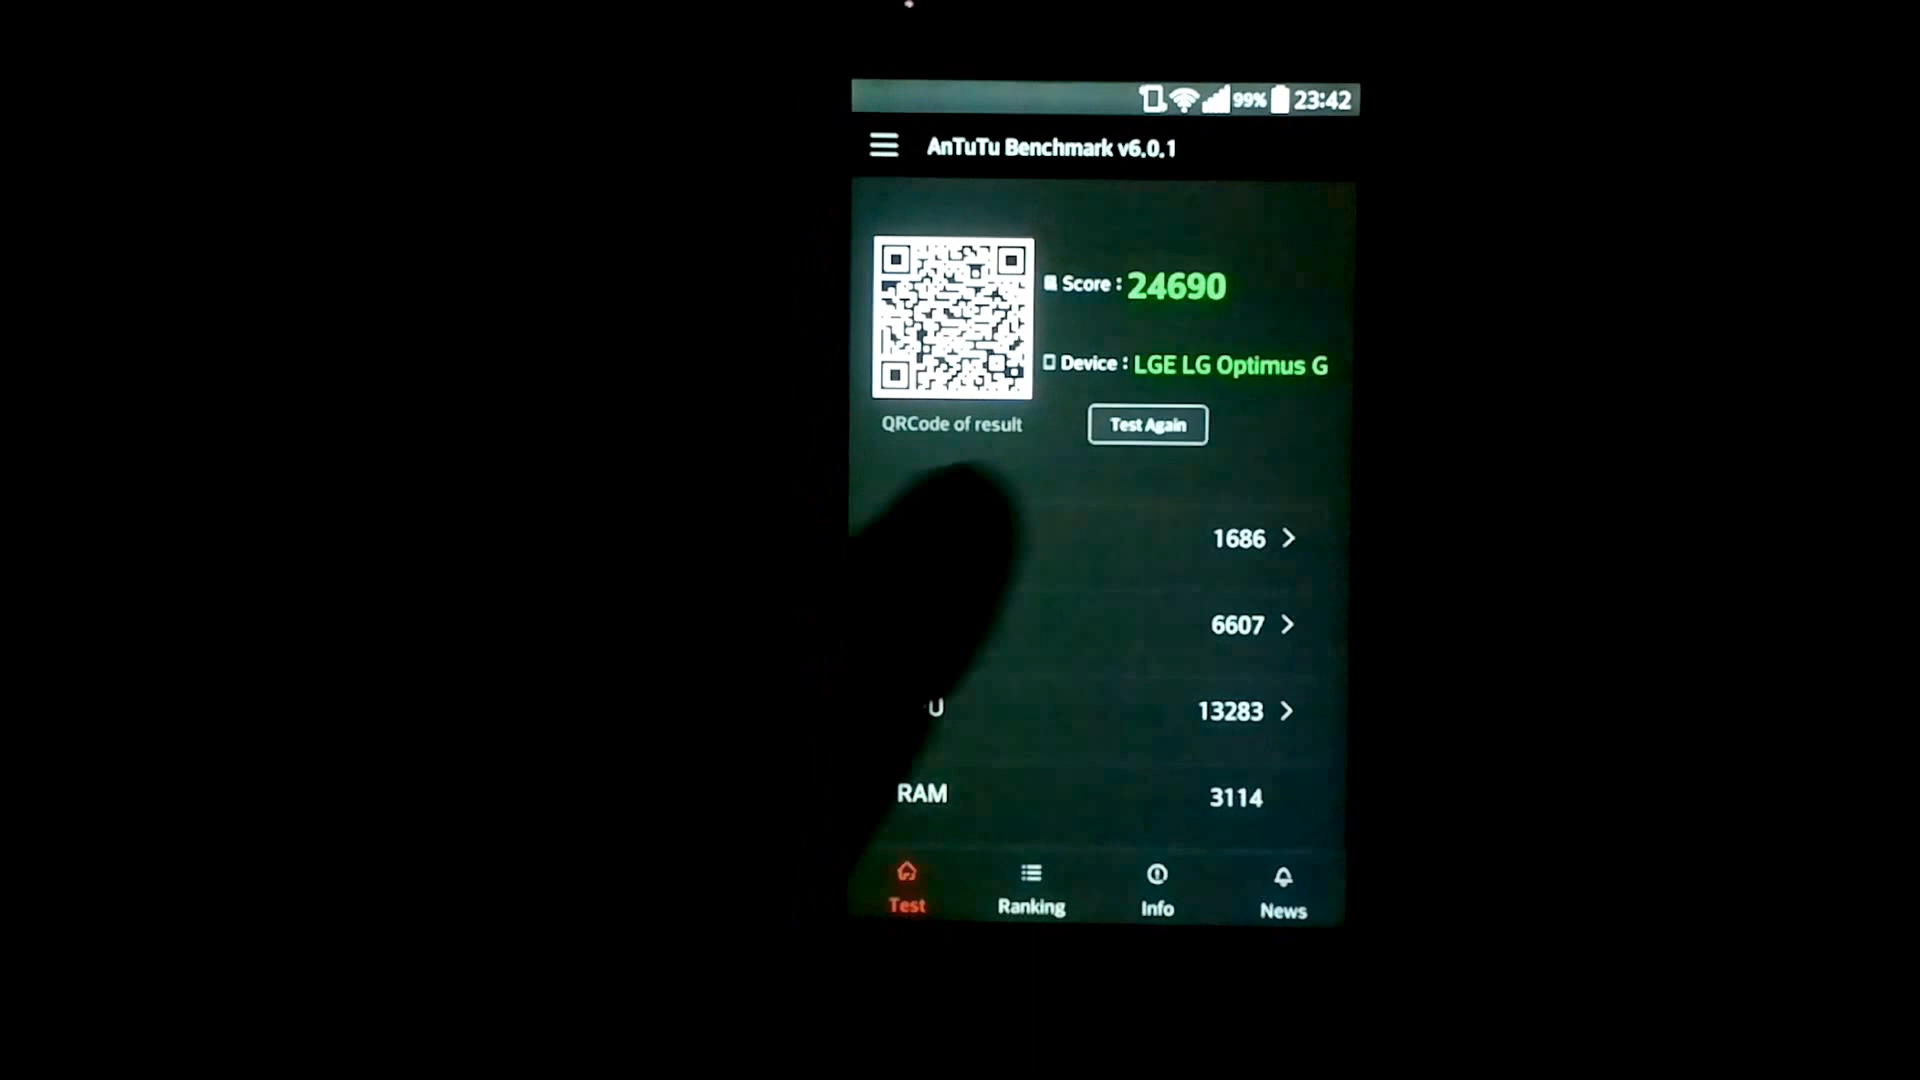 99% 23:42
AnTuTu Benchmark v6.0.1
Score : 24690
Device : LGE LG Optimus G
QRCode of result
Test Again
1686
6607
U 13283
RAM 3114
Test Ranking Info News